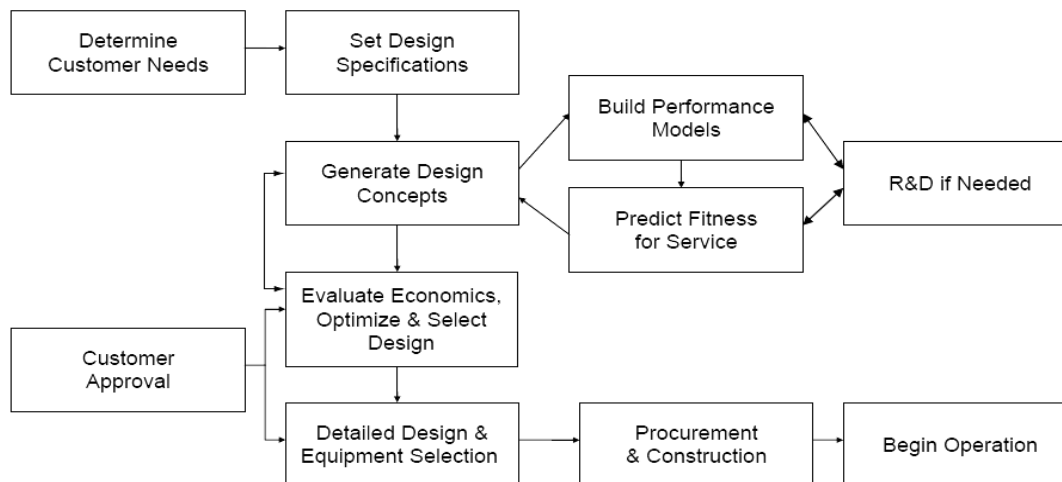 Determine
Customer Needs
Set Design
Specifications
Build Performance
Models
Generate Design
Concepts
R&D if Needed
Predict Fitness
for Service
Evaluate Economics,
Optimize & Select
Design
Customer
Approval
Detailed Design &
Equipment Selection
Procurement
& Construction
Begin Operation